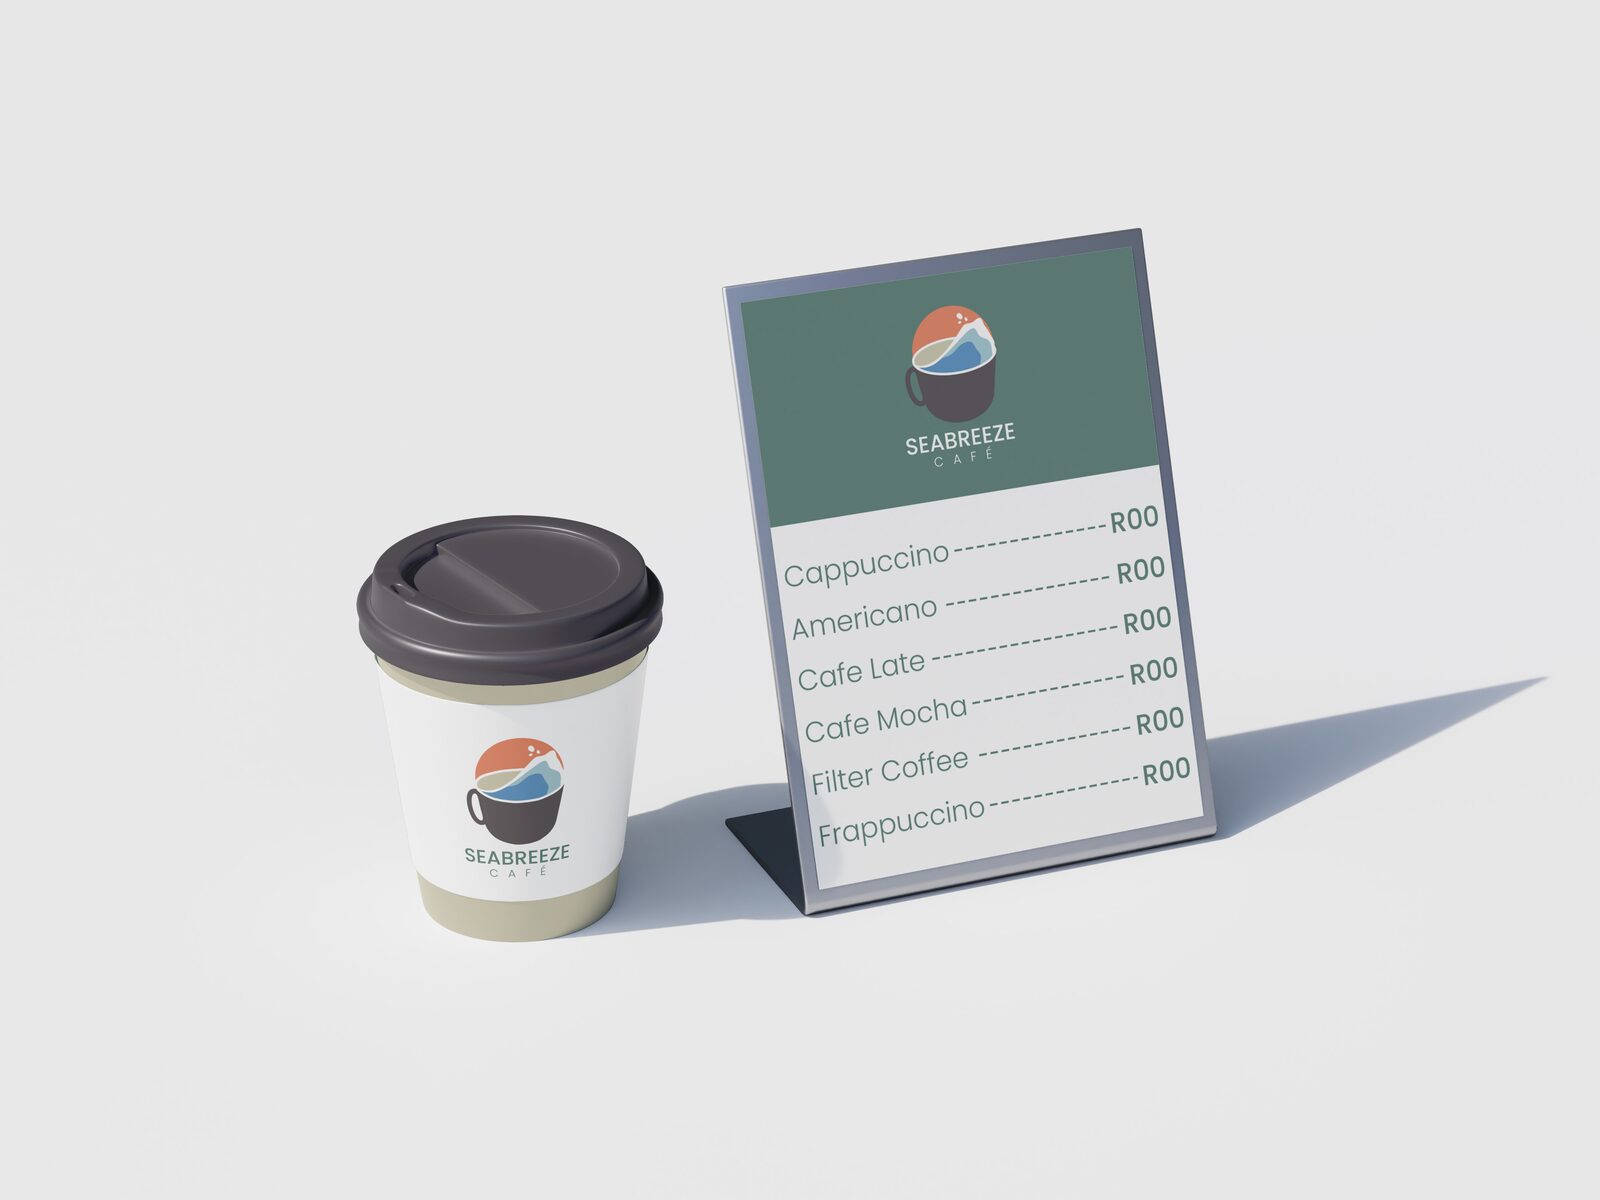 SEABREEZE
CAFÉ
Cappuccino ------------ R00
Americano ------------- R00
Cafe Late -------------- R00
Cafe Mocha ----------- R00
Filter Coffee ----------- R00
Frappuccino ----------- R00
SEABREEZE
CAFÉ